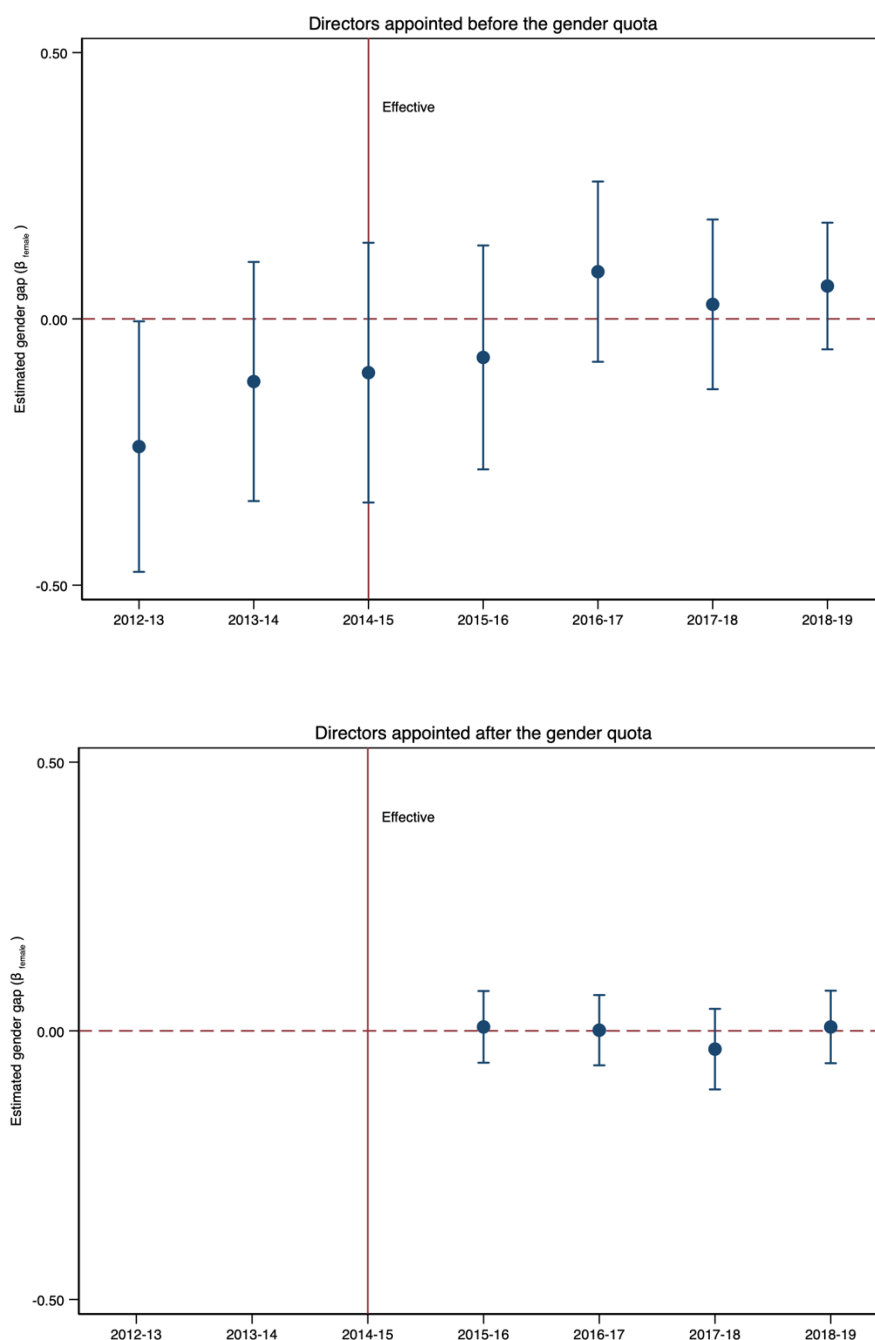 Directors appointed before the gender quota
0.50
Effective
Estimated gender gap (β female )
0.00
-0.50
2012-13 2013-14 2014-15 2015-16 2016-17 2017-18 2018-19
Directors appointed after the gender quota
0.50
Effective
Estimated gender gap (β female )
0.00
-0.50
2012-13 2013-14 2014-15 2015-16 2016-17 2017-18 2018-19